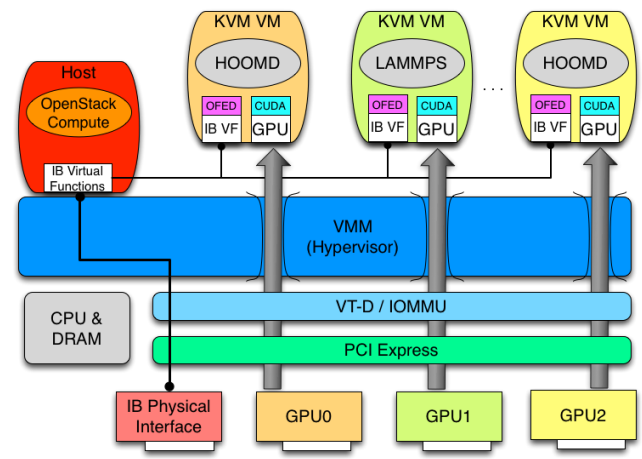 KVM VM
KVM VM
KVM VM
Host
HOOMD
LAMMPS
HOOMD
. . .
OpenStack
Compute
OFED
CUDA
OFED
CUDA
OFED
CUDA
IB VF
GPU
IB VF
GPU
IB VF
GPU
IB Virtual
Functions
VMM
(Hypervisor)
CPU &
DRAM
VT-D / IOMMU
PCI Express
IB Physical
Interface
GPU0
GPU1
GPU2